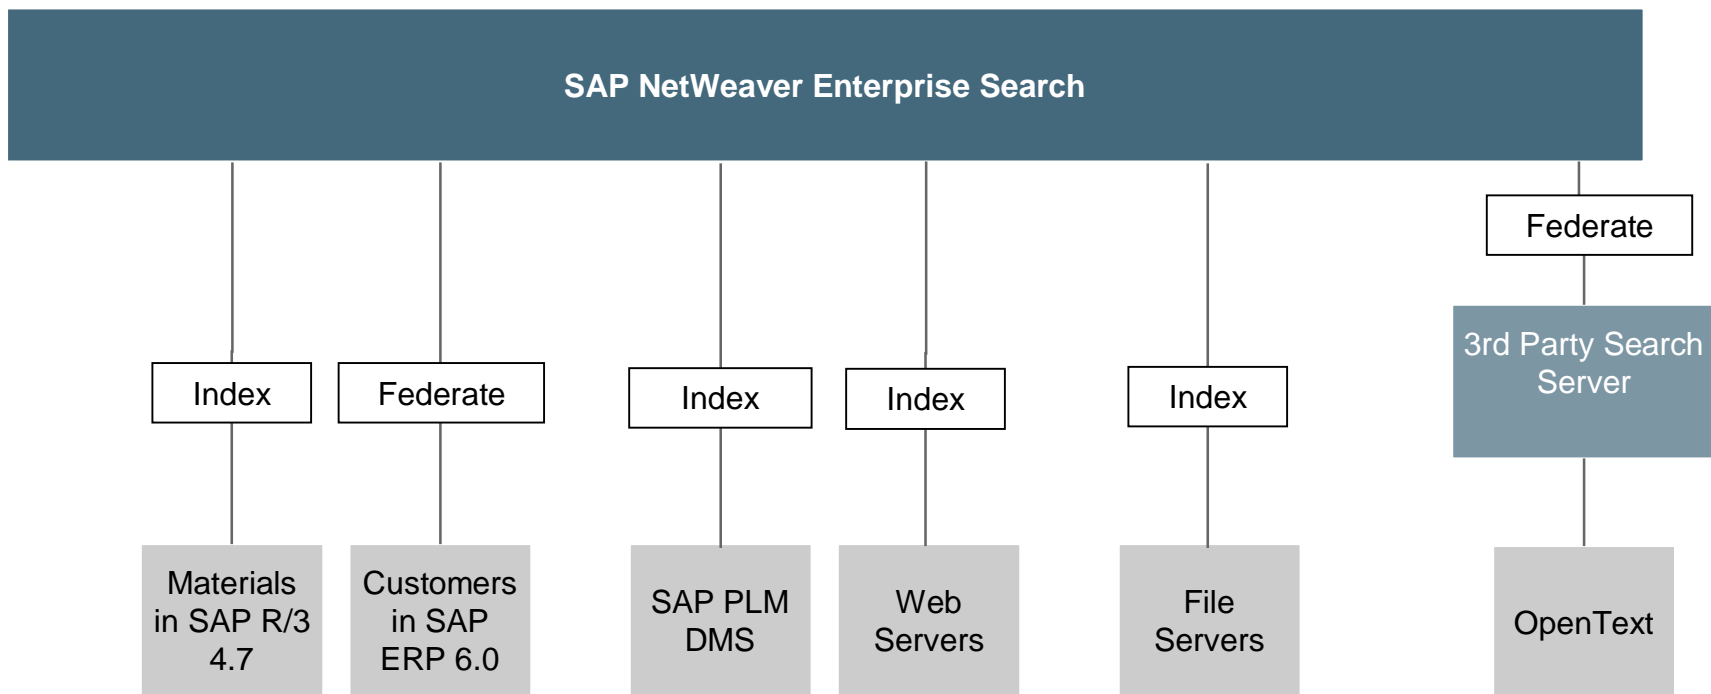 SAP NetWeaver Enterprise Search
Federate
3rd Party Search
Server
Index
Federate
Index
Index
Index
Materials
in SAP R/3
4.7
Customers
in SAP
ERP 6.0
SAP PLM
DMS
Web
Servers
File
Servers
OpenText